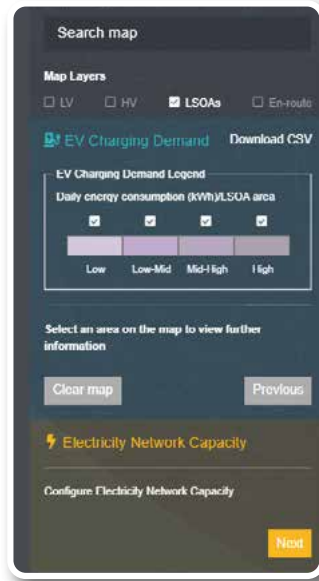 Search map
Map Layers
LV HV LSOAs En-route
EV Charging Demand Download CSV
EV Charging Demand Legend
Daily energy consumption (kWh)/LSOA area
Low Low-Mid Mid-High High
Select an area on the map to view further
information
Clear map Previous
Electricity Network Capacity
Configure Electricity Network Capacity
Next